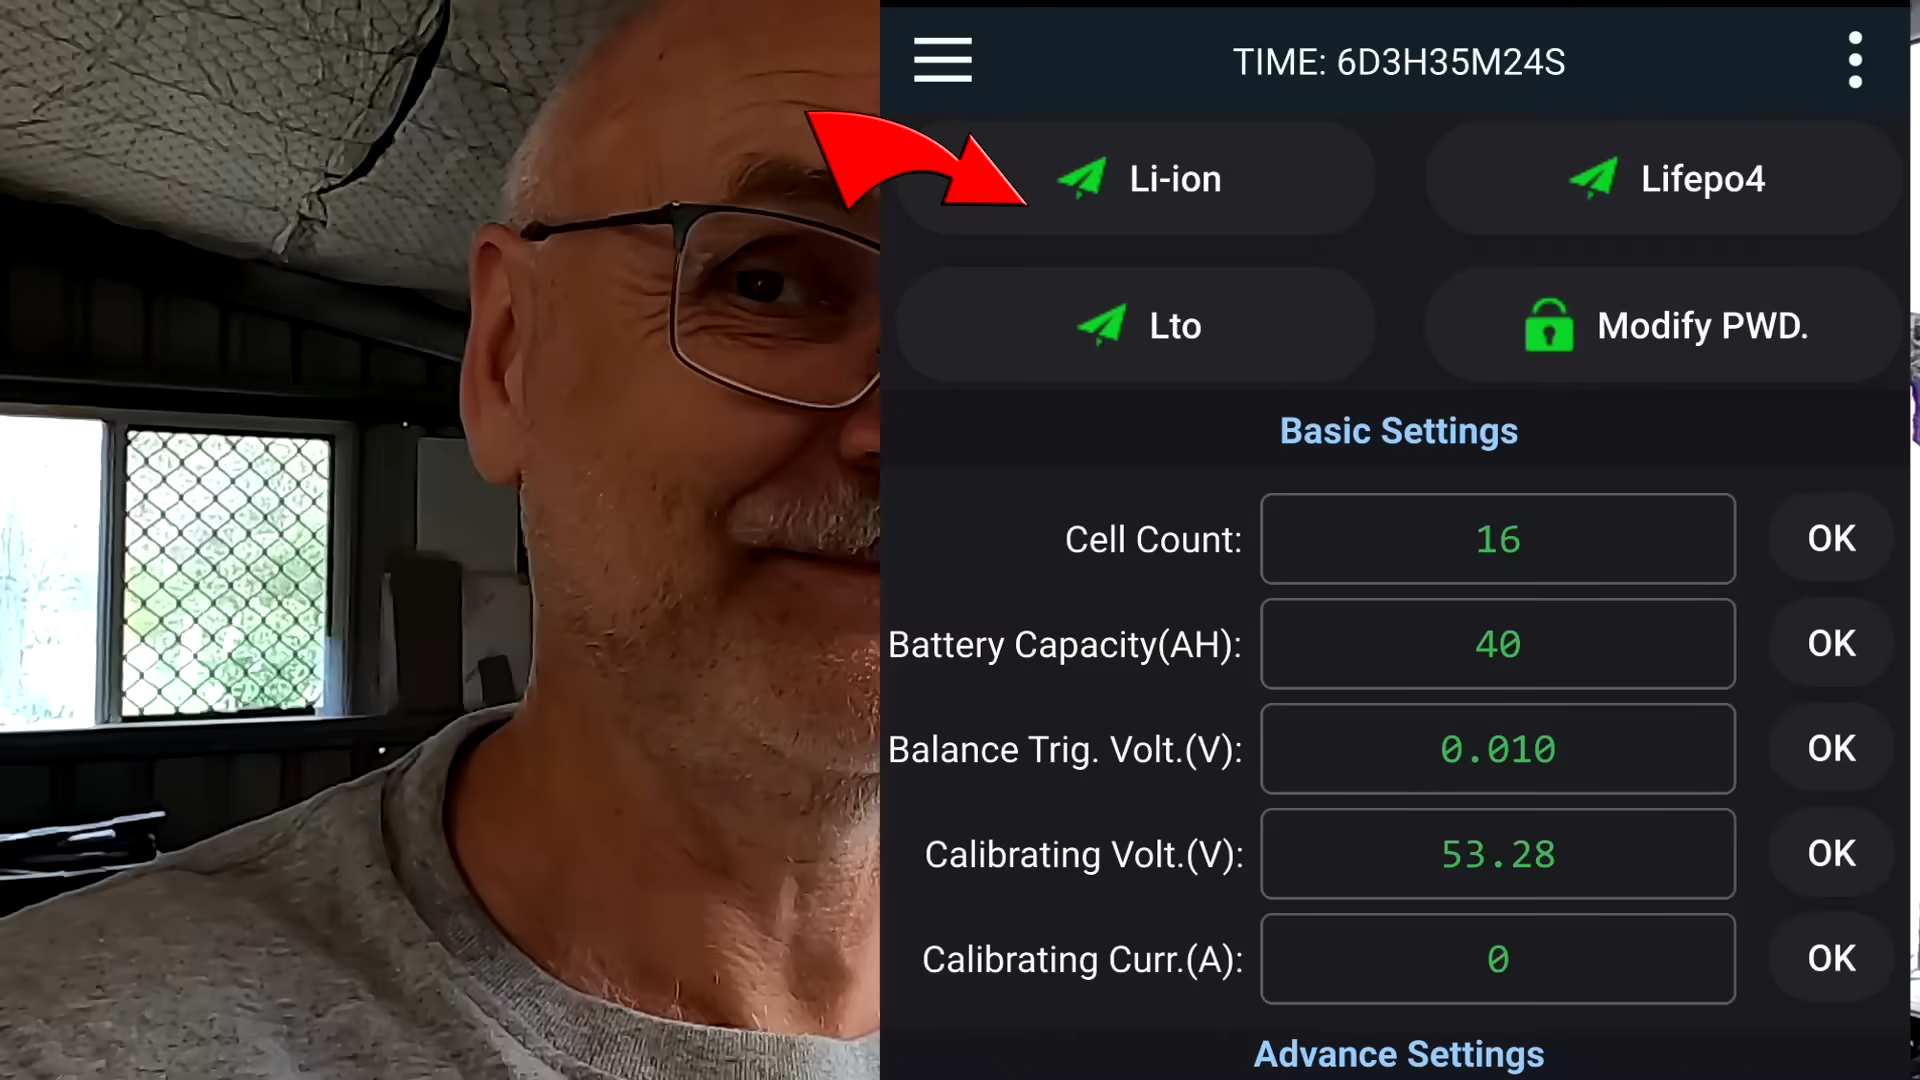 TIME: 6D3H35M24S
Li-ion Lifepo4
Lto Modify PWD.
Basic Settings
Cell Count: 16 OK
Battery Capacity(AH): 40 OK
Balance Trig. Volt.(V): 0.010 OK
Calibrating Volt.(V): 53.28 OK
Calibrating Curr.(A): 0 OK
Advance Settings